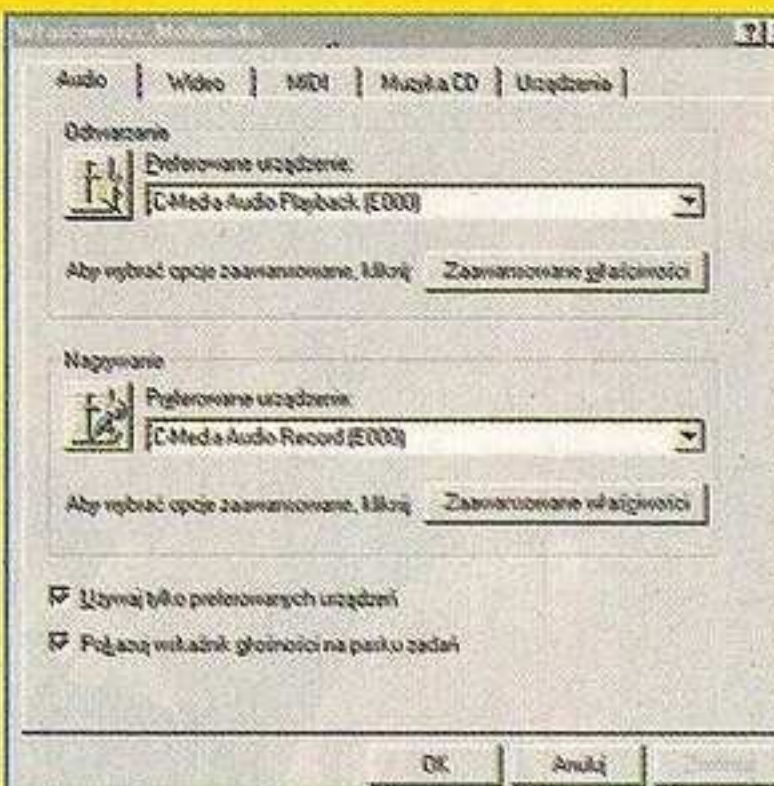 Właściwości: Multimedia
Audio Wideo MIDI Muzyka CD Urządzenia
Odtwarzanie
Preferowane urządzenie:
C-Media Audio Playback (E000)
Aby wybrać opcje zaawansowane, kliknij: Zaawansowane właściwości
Nagrywanie
Preferowane urządzenie:
C-Media Audio Record (E000)
Aby wybrać opcje zaawansowane, kliknij: Zaawansowane właściwości
Używaj tylko preferowanych urządzeń
Pokazuj wskaźnik głośności na pasku zadań
OK Anuluj